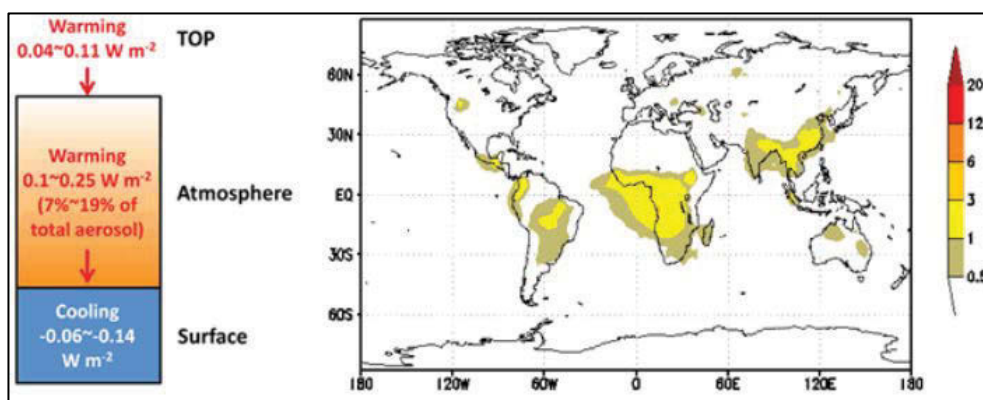 Warming
0.04~0.11 W m-2
TOP
Warming
0.1~0.25 W m-2
(7%~19% of
total aerosol)
Atmosphere
Cooling
-0.06~-0.14
W m-2
Surface
60N
30N
EQ
30S
60S
180
120W
60W
0
60E
120E
180
20
12
6
3
1
0.5